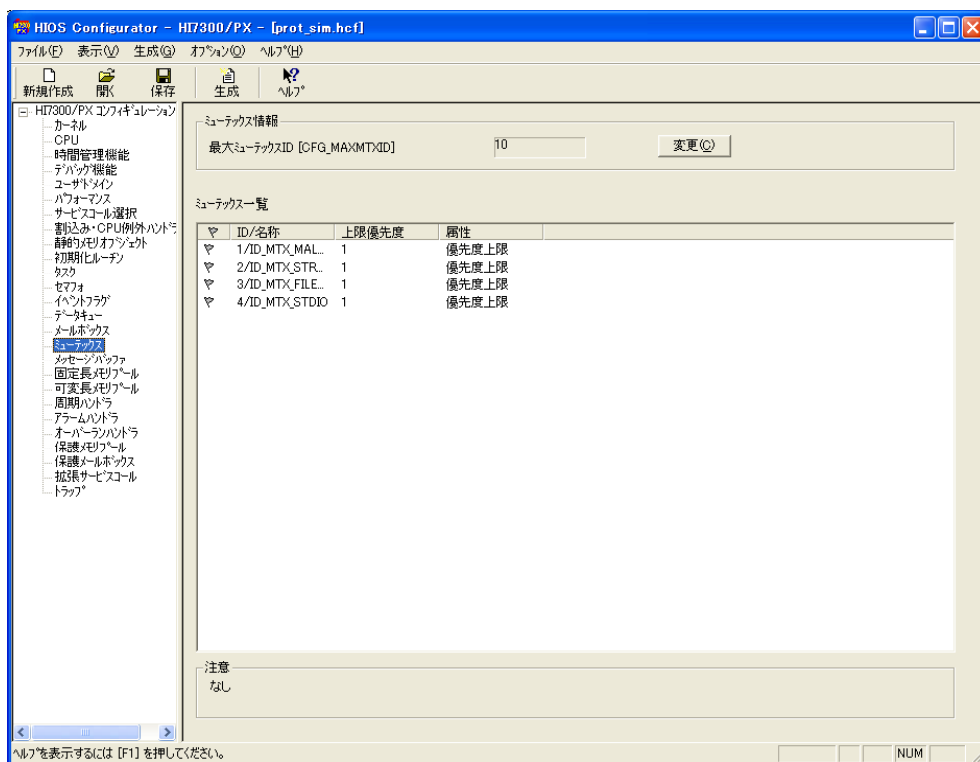 HIOS Configurator - HI7300/PX - [prot_sim.hcf]
ファイル(F) 表示(V) 生成(G) オプション(O) ヘルプ(H)
新規作成 開く 保存 生成 ヘルプ
HI7300/PX コンフィギュレーション
カーネル
CPU
時間管理機能
デバッグ機能
ユーザドメイン
パフォーマンス
サービスコール選択
割込み・CPU例外ハンドラ
静的メモリオブジェクト
初期化ルーチン
タスク
セマフォ
イベントフラグ
データキュー
メールボックス
ミューテックス
メッセージバッファ
固定長メモリプール
可変長メモリプール
周期ハンドラ
アラームハンドラ
オーバーランハンドラ
保護メモリプール
保護メールボックス
拡張サービスコール
トラップ
ミューテックス情報
最大ミューテックスID [CFG_MAXMTXID] 10 変更(C)
ミューテックス一覧
ID/名称 上限優先度 属性
1/ID_MTX_MAL... 1 優先度上限
2/ID_MTX_STR... 1 優先度上限
3/ID_MTX_FILE... 1 優先度上限
4/ID_MTX_STDIO 1 優先度上限
注意
なし
ヘルプを表示するには [F1] を押してください。 NUM